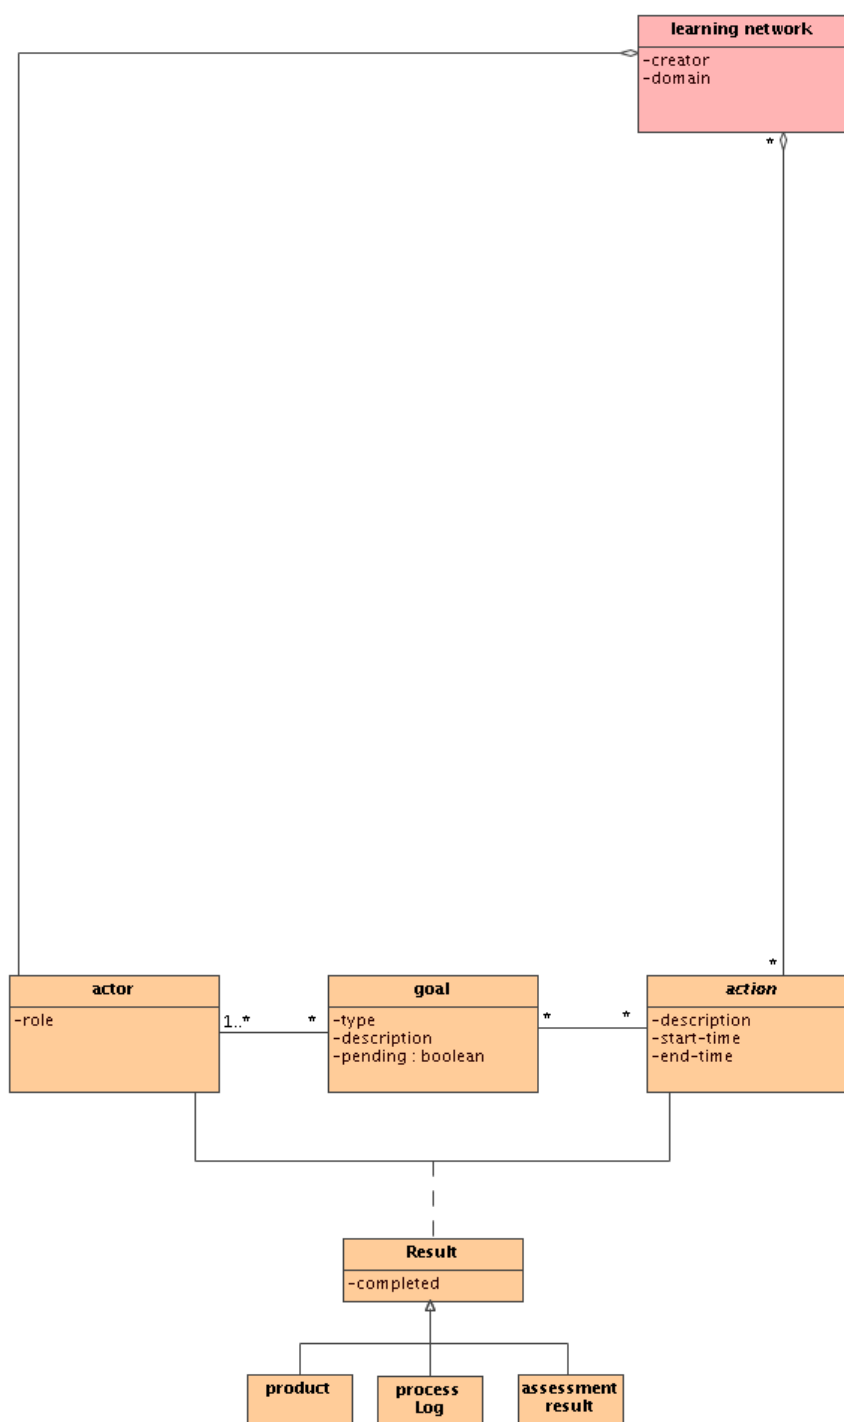 learning network
-creator
-domain
*
*
actor
-role
1..*
*
goal
-type
-description
-pending : boolean
*
*
action
-description
-start-time
-end-time
Result
-completed
product
process
Log
assessment
result